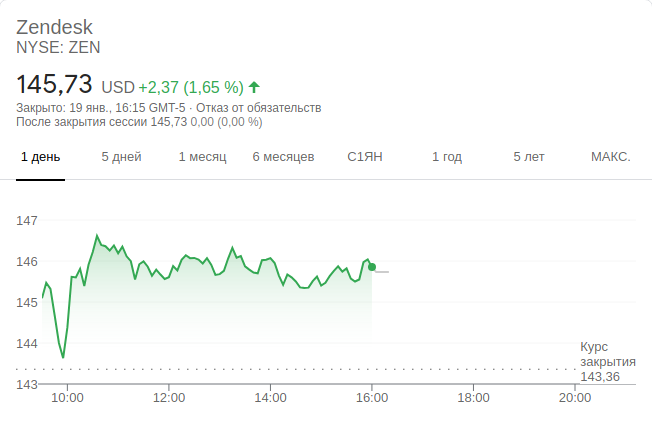 Zendesk
NYSE: ZEN
145,73 USD +2,37 (1,65 %)
Закрыто: 19 янв., 16:15 GMT-5 · Отказ от обязательств
После закрытия сессии 145,73 0,00 (0,00 %)
1 день 5 дней 1 месяц 6 месяцев С1ЯН 1 год 5 лет МАКС.
147
146
145
144
Курс
закрытия
143,36
143
10:00 12:00 14:00 16:00 18:00 20:00